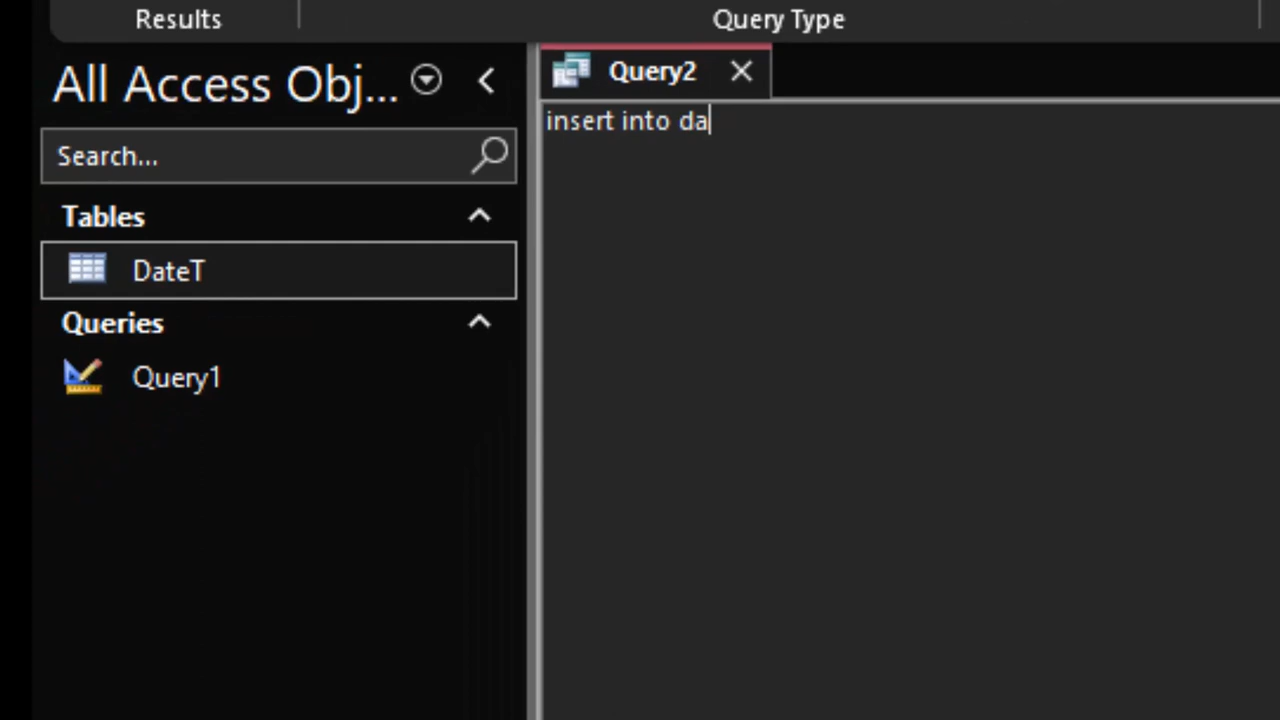 Results
Query Type
All Access Obj...
Search...
Tables
DateT
Queries
Query1
Query2
insert into da